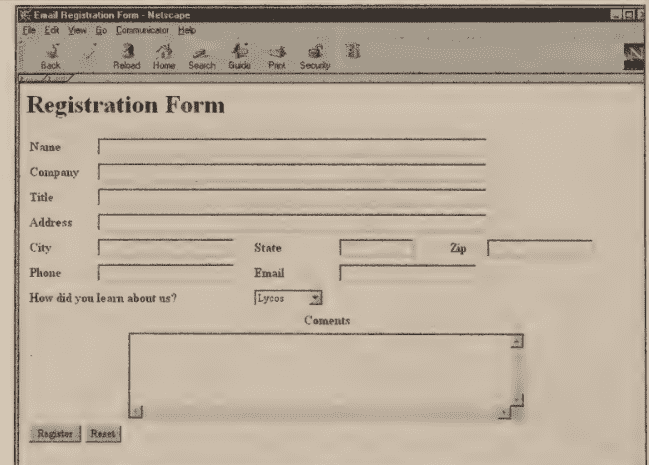 Email Registration Form - Netscape
File Edit View Go Communicator Help
Back Reload Home Search Guide Print Security
N
Registration Form
Name
Company
Title
Address
City State Zip
Phone Email
How did you learn about us? Lycos
Coments
Register Reset